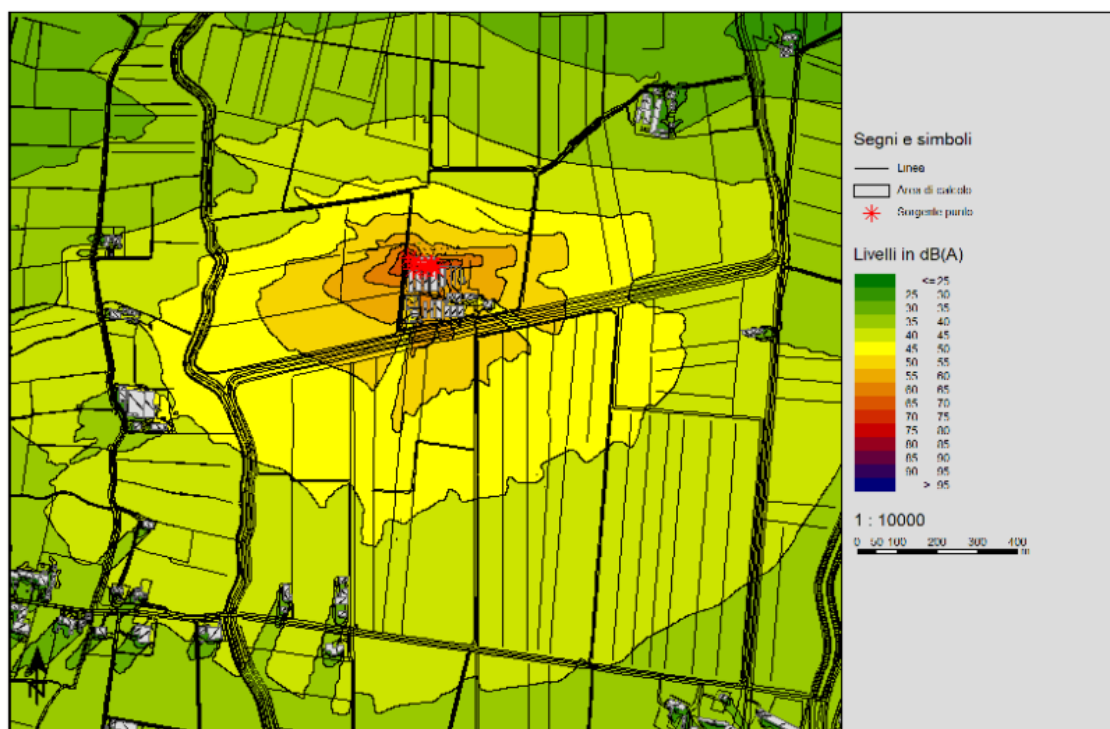 Segni e simboli
Linea
Area di calcolo
Sorgente punto
Livelli in dB(A)
<= 25
25 30
30 35
35 40
40 45
45 50
50 55
55 60
60 65
65 70
70 75
75 80
80 85
85 90
90 95
> 95
1 : 10000
0 50 100 200 300 400
m
N